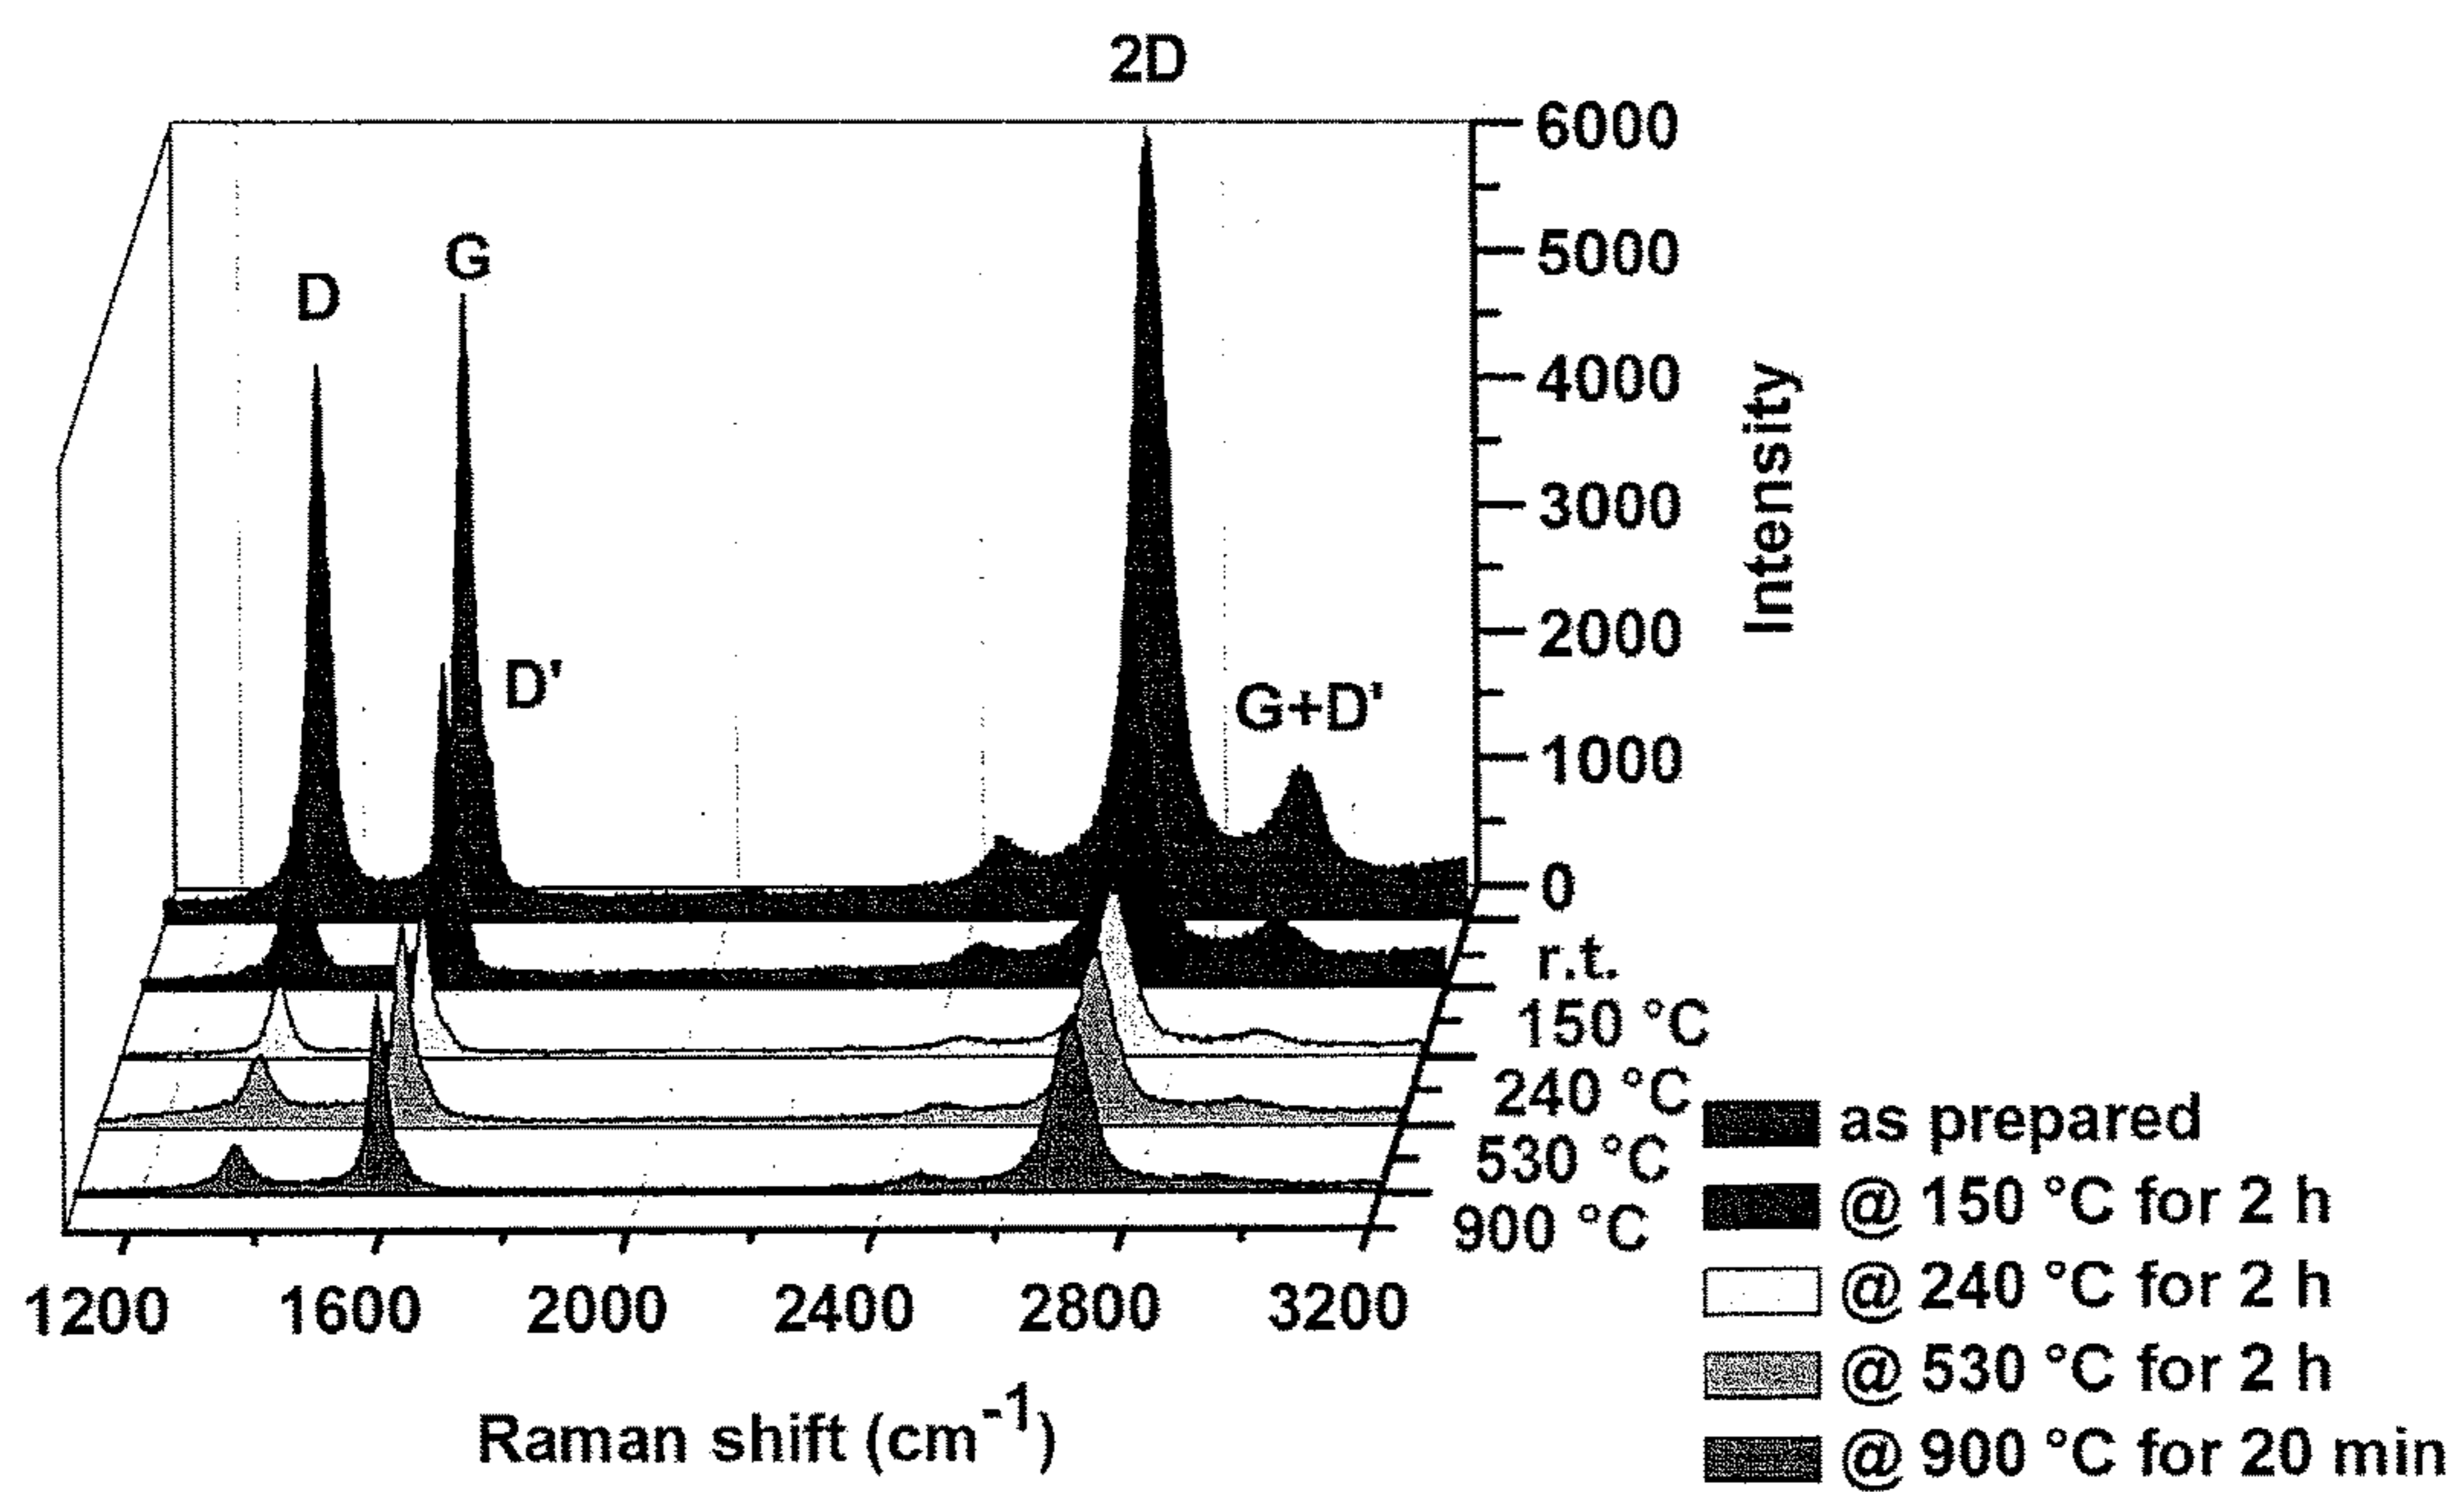 2D
6000
G
5000
D
4000
Intensity
3000
2000
D'
G+D'
1000
0
r.t.
150 °C
240 °C
530 °C
900 °C
as prepared
@ 150 °C for 2 h
@ 240 °C for 2 h
@ 530 °C for 2 h
@ 900 °C for 20 min
1200 1600 2000 2400 2800 3200
Raman shift (cm⁻¹)